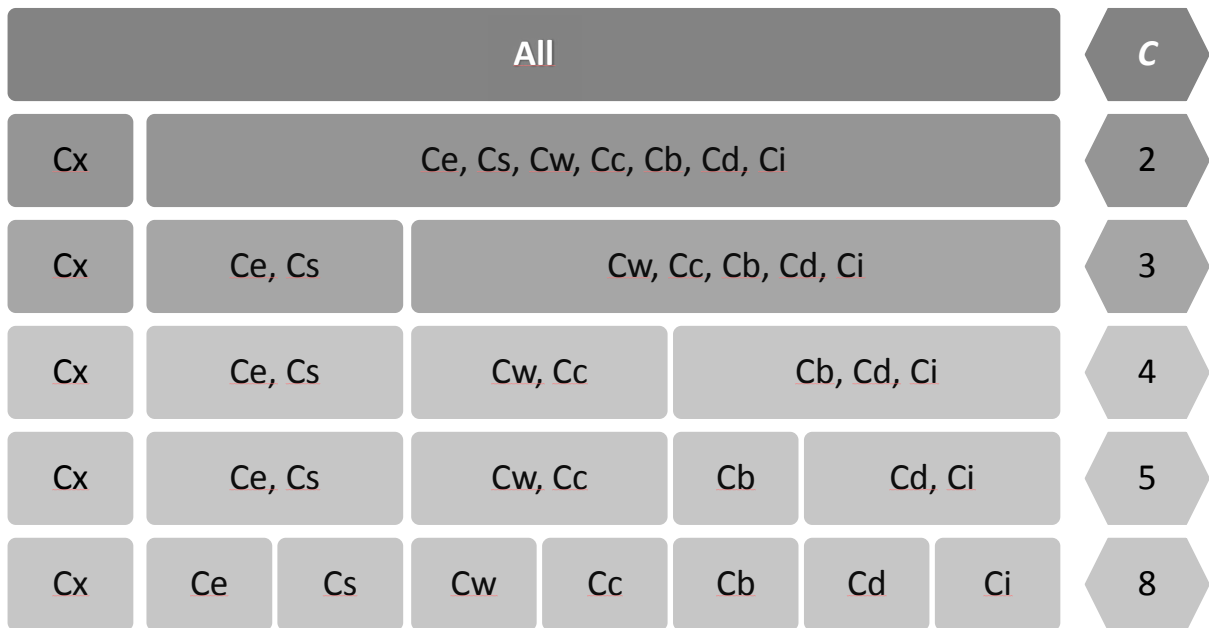 All C
Cx Ce, Cs, Cw, Cc, Cb, Cd, Ci 2
Cx Ce, Cs Cw, Cc, Cb, Cd, Ci 3
Cx Ce, Cs Cw, Cc Cb, Cd, Ci 4
Cx Ce, Cs Cw, Cc Cb Cd, Ci 5
Cx Ce Cs Cw Cc Cb Cd Ci 8